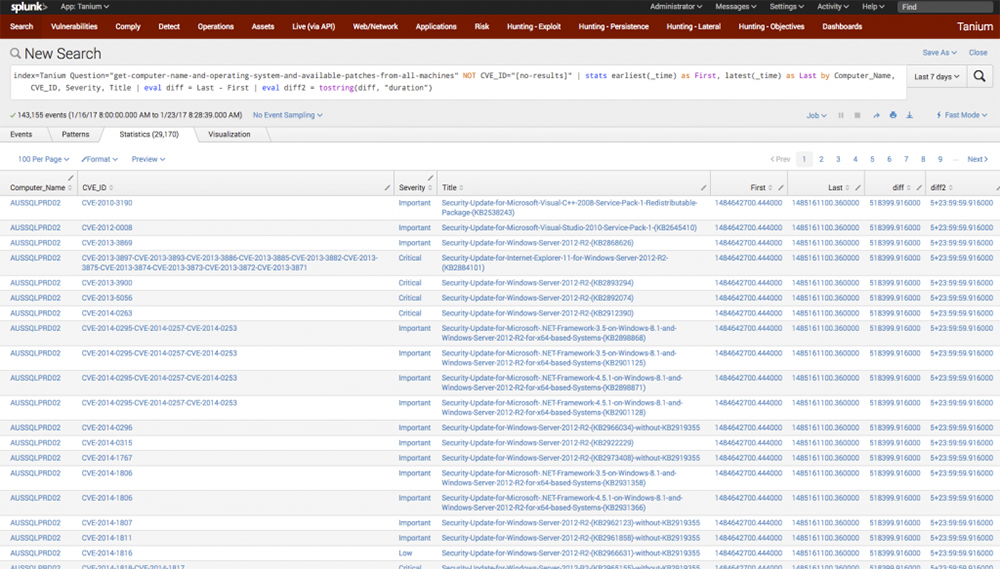 splunk> App: Tanium Administrator Messages Settings Activity Help Find
Search Vulnerabilities Comply Detect Operations Assets Live (via API) Web/Network Applications Risk Hunting - Exploit Hunting - Persistence Hunting - Lateral Hunting - Objectives Dashboards Tanium
New Search Save As Close
index=Tanium Question="get-computer-name-and-operating-system-and-available-patches-from-all-machines" NOT CVE_ID="[no-results]" | stats earliest(_time) as First, latest(_time) as Last by Computer_Name,
CVE_ID, Severity, Title | eval diff = Last - First | eval diff2 = tostring(diff, "duration")
Last 7 days
143,155 events (1/16/17 8:00:00.000 AM to 1/23/17 8:28:39.000 AM) No Event Sampling Job Fast Mode
Events Patterns Statistics (29,170) Visualization
100 Per Page Format Preview < Prev 1 2 3 4 5 6 7 8 9 ... Next >
Computer_Name CVE_ID Severity Title First Last diff diff2
AUSSQLPRD02 CVE-2010-3190 Important Security-Update-for-Microsoft-Visual-C++-2008-Service-Pack-1-Redistributable- 1484642700.444000 1485161100.360000 518399.916000 5+23:59:59.916000
Package-(KB2538243)
AUSSQLPRD02 CVE-2012-0008 Important Security-Update-for-Microsoft-Visual-Studio-2010-Service-Pack-1-(KB2645410) 1484642700.444000 1485161100.360000 518399.916000 5+23:59:59.916000
AUSSQLPRD02 CVE-2013-3869 Important Security-Update-for-Windows-Server-2012-R2-(KB2868626) 1484642700.444000 1485161100.360000 518399.916000 5+23:59:59.916000
AUSSQLPRD02 CVE-2013-3897-CVE-2013-3893-CVE-2013-3886-CVE-2013-3885-CVE-2013-3882-CVE-2013- Critical Security-Update-for-Internet-Explorer-11-for-Windows-Server-2012-R2- 1484642700.444000 1485161100.360000 518399.916000 5+23:59:59.916000
3875-CVE-2013-3874-CVE-2013-3873-CVE-2013-3872-CVE-2013-3871 (KB2884101)
AUSSQLPRD02 CVE-2013-3900 Critical Security-Update-for-Windows-Server-2012-R2-(KB2893294) 1484642700.444000 1485161100.360000 518399.916000 5+23:59:59.916000
AUSSQLPRD02 CVE-2013-5056 Critical Security-Update-for-Windows-Server-2012-R2-(KB2892074) 1484642700.444000 1485161100.360000 518399.916000 5+23:59:59.916000
AUSSQLPRD02 CVE-2014-0263 Critical Security-Update-for-Windows-Server-2012-R2-(KB2912390) 1484642700.444000 1485161100.360000 518399.916000 5+23:59:59.916000
AUSSQLPRD02 CVE-2014-0295-CVE-2014-0257-CVE-2014-0253 Important Security-Update-for-Microsoft-.NET-Framework-3.5-on-Windows-8.1-and- 1484642700.444000 1485161100.360000 518399.916000 5+23:59:59.916000
Windows-Server-2012-R2-for-x64-based-Systems-(KB2898868)
AUSSQLPRD02 CVE-2014-0295-CVE-2014-0257-CVE-2014-0253 Important Security-Update-for-Microsoft-.NET-Framework-3.5-on-Windows-8.1-and- 1484642700.444000 1485161100.360000 518399.916000 5+23:59:59.916000
Windows-Server-2012-R2-for-x64-based-Systems-(KB2901125)
AUSSQLPRD02 CVE-2014-0295-CVE-2014-0257-CVE-2014-0253 Important Security-Update-for-Microsoft-.NET-Framework-4.5.1-on-Windows-8.1-and- 1484642700.444000 1485161100.360000 518399.916000 5+23:59:59.916000
Windows-Server-2012-R2-for-x64-based-Systems-(KB2898871)
AUSSQLPRD02 CVE-2014-0295-CVE-2014-0257-CVE-2014-0253 Important Security-Update-for-Microsoft-.NET-Framework-4.5.1-on-Windows-8.1-and- 1484642700.444000 1485161100.360000 518399.916000 5+23:59:59.916000
Windows-Server-2012-R2-for-x64-based-Systems-(KB2901128)
AUSSQLPRD02 CVE-2014-0296 Important Security-Update-for-Windows-Server-2012-R2-(KB2966034)-without-KB2919355 1484642700.444000 1485161100.360000 518399.916000 5+23:59:59.916000
AUSSQLPRD02 CVE-2014-0315 Important Security-Update-for-Windows-Server-2012-R2-(KB2922229) 1484642700.444000 1485161100.360000 518399.916000 5+23:59:59.916000
AUSSQLPRD02 CVE-2014-1767 Important Security-Update-for-Windows-Server-2012-R2-(KB2973408)-without-KB2919355 1484642700.444000 1485161100.360000 518399.916000 5+23:59:59.916000
AUSSQLPRD02 CVE-2014-1806 Important Security-Update-for-Microsoft-.NET-Framework-3.5-on-Windows-8.1-and- 1484642700.444000 1485161100.360000 518399.916000 5+23:59:59.916000
Windows-Server-2012-R2-for-x64-based-Systems-(KB2931358)
AUSSQLPRD02 CVE-2014-1806 Important Security-Update-for-Microsoft-.NET-Framework-4.5.1-on-Windows-8.1-and- 1484642700.444000 1485161100.360000 518399.916000 5+23:59:59.916000
Windows-Server-2012-R2-for-x64-based-Systems-(KB2931366)
AUSSQLPRD02 CVE-2014-1807 Important Security-Update-for-Windows-Server-2012-R2-(KB2962123)-without-KB2919355 1484642700.444000 1485161100.360000 518399.916000 5+23:59:59.916000
AUSSQLPRD02 CVE-2014-1811 Important Security-Update-for-Windows-Server-2012-R2-(KB2961858)-without-KB2919355 1484642700.444000 1485161100.360000 518399.916000 5+23:59:59.916000
AUSSQLPRD02 CVE-2014-1816 Low Security-Update-for-Windows-Server-2012-R2-(KB2966631)-without-KB2919355 1484642700.444000 1485161100.360000 518399.916000 5+23:59:59.916000
AUSSQLPRD02 CVE-2014-1818-CVE-2014-1817 Critical Security-Update-for-Windows-Server-2012-R2-(KB2965155)-without-KB2919355 1484642700.444000 1485161100.360000 518399.916000 5+23:59:59.916000